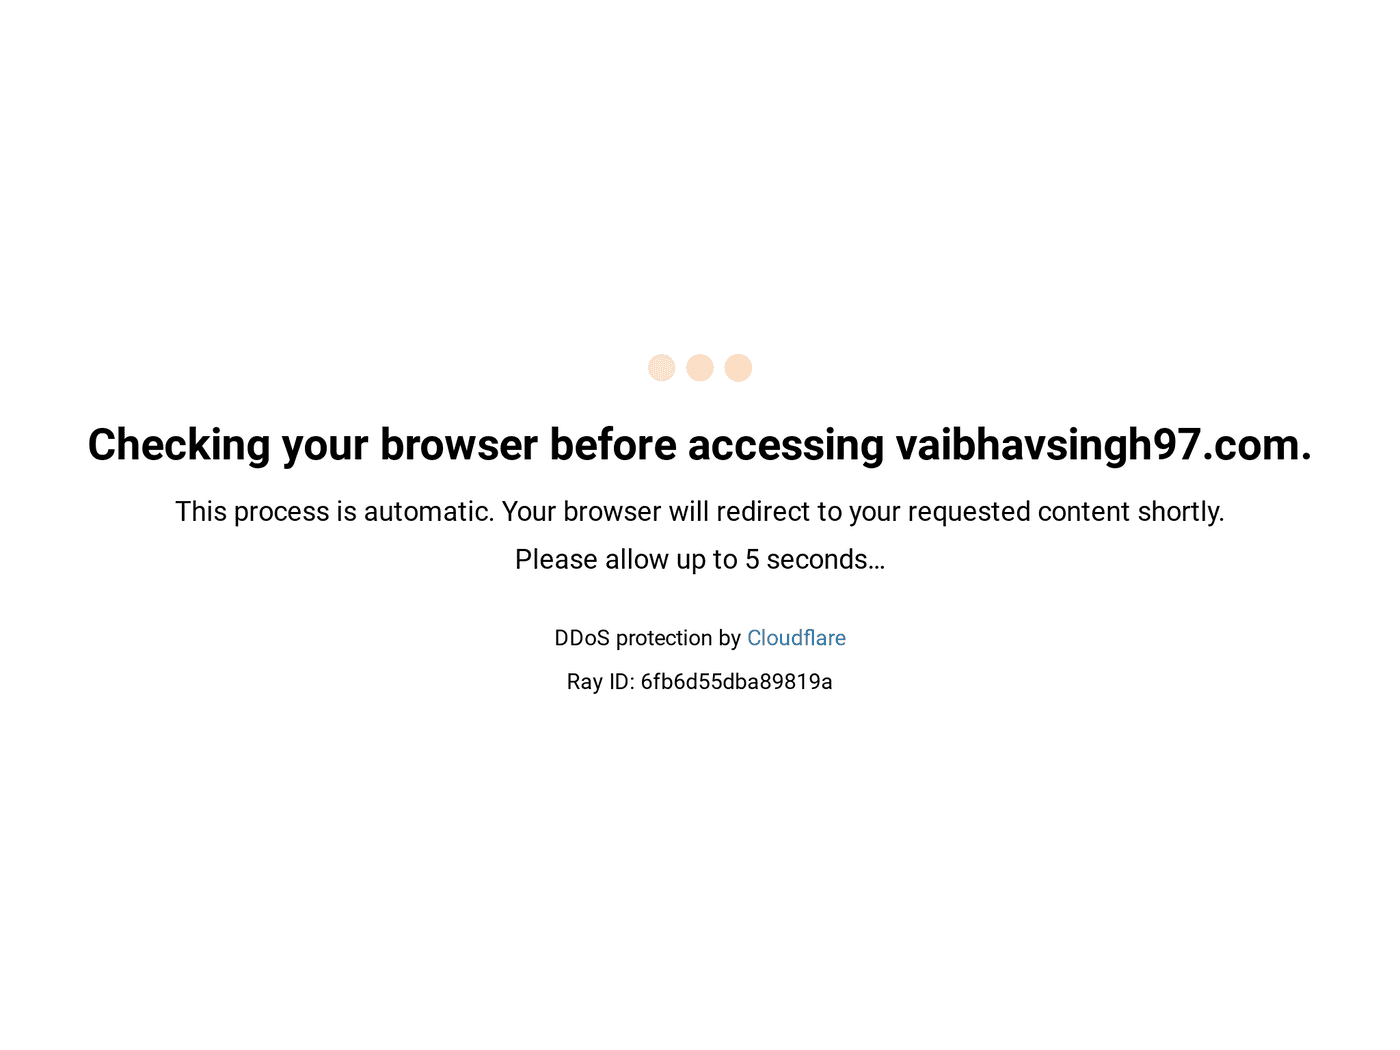 Checking your browser before accessing vaibhavsingh97.com.
This process is automatic. Your browser will redirect to your requested content shortly.
Please allow up to 5 seconds…
DDoS protection by Cloudflare
Ray ID: 6fb6d55dba89819a